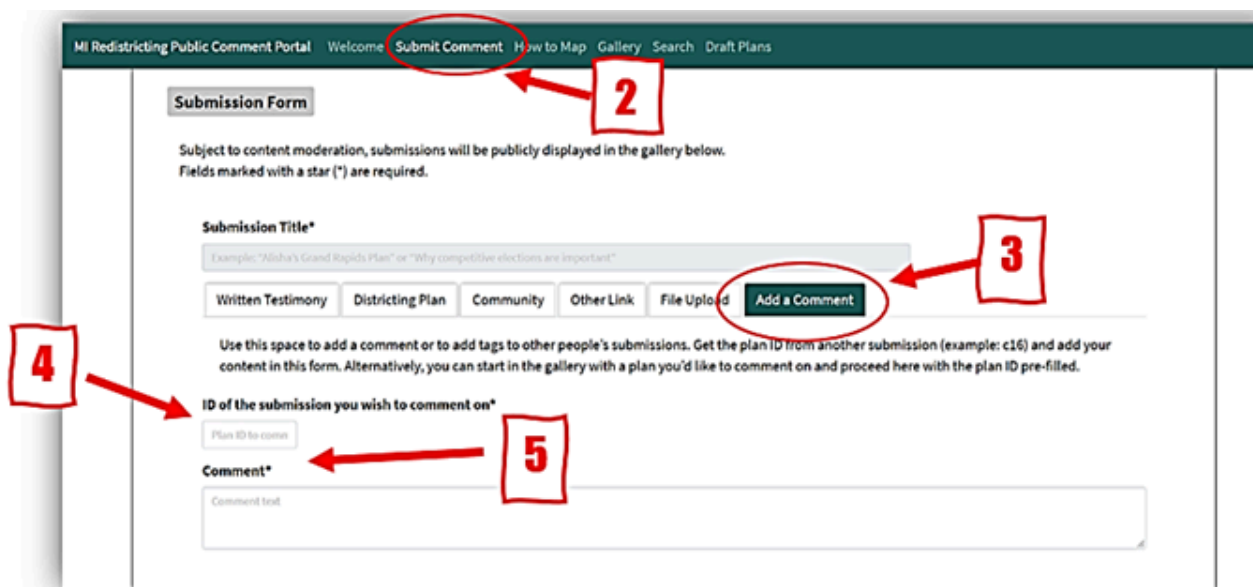 MI Redistricting Public Comment Portal Welcome Submit Comment How to Map Gallery Search Draft Plans
2
Submission Form
Subject to content moderation, submissions will be publicly displayed in the gallery below.
Fields marked with a star (*) are required.
Submission Title*
3
Example: "Alisha's Grand Rapids Plan" or "Why competitive elections are important"
Written Testimony Districting Plan Community Other Link File Upload Add a Comment
Use this space to add a comment or to add tags to other people's submissions. Get the plan ID from another submission (example: c16) and add your
content in this form. Alternatively, you can start in the gallery with a plan you'd like to comment on and proceed here with the plan ID pre-filled.
4
ID of the submission you wish to comment on*
Plan ID to comn
5
Comment*
Comment text